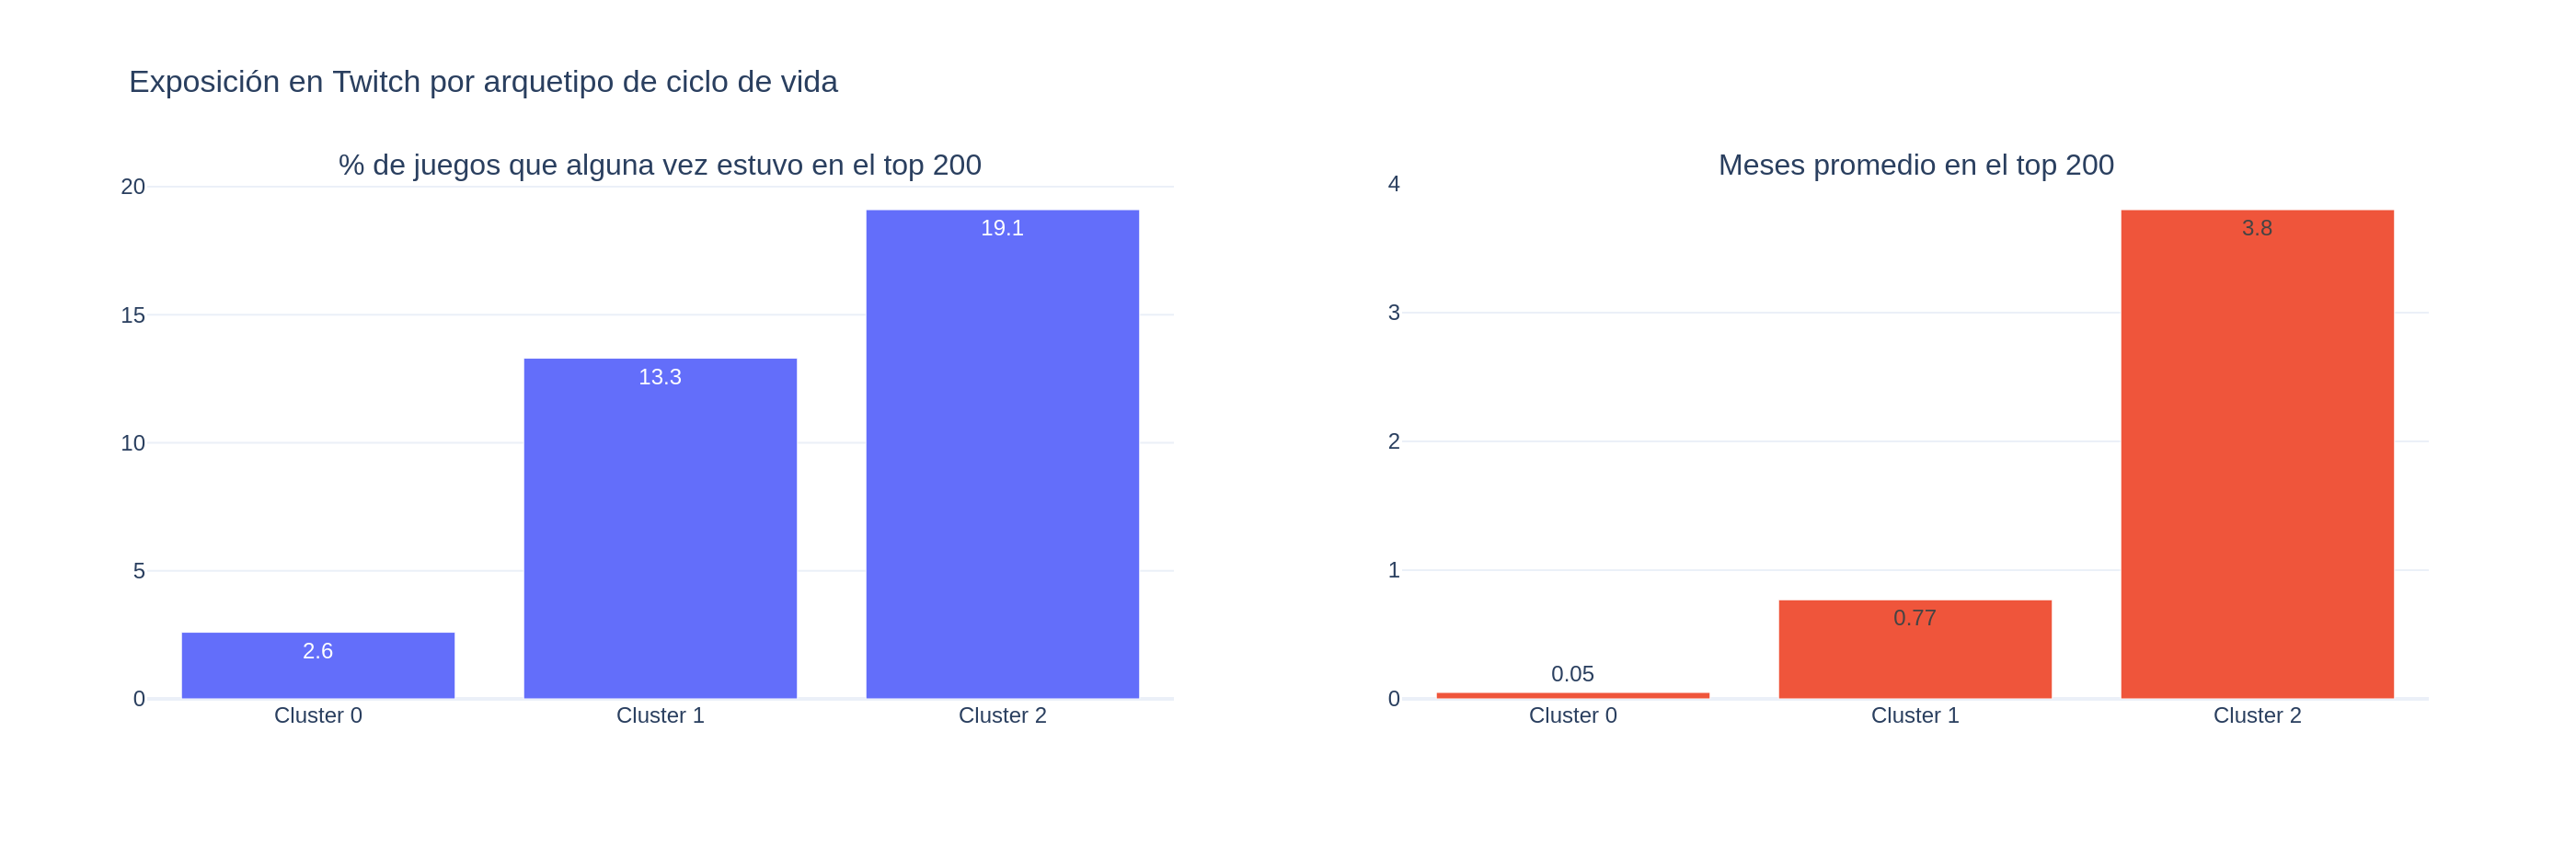 Exposición en Twitch por arquetipo de ciclo de vida
% de juegos que alguna vez estuvo en el top 200
20
15
10
5
0
19.1
13.3
2.6
Cluster 0
Cluster 1
Cluster 2
Meses promedio en el top 200
4
3
2
1
0
3.8
0.77
0.05
Cluster 0
Cluster 1
Cluster 2